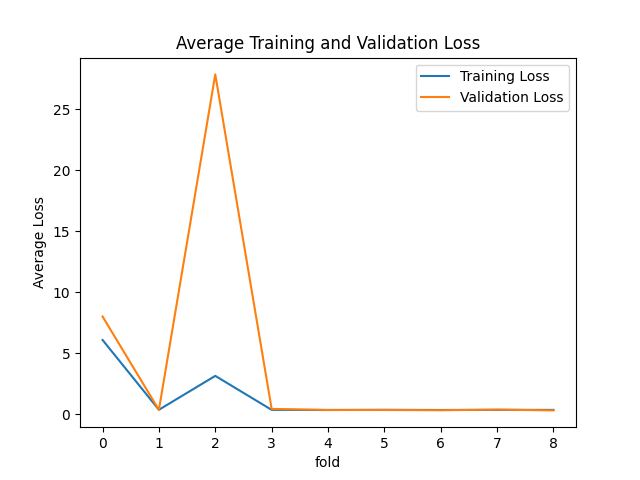 Average Training and Validation Loss
Training Loss
Validation Loss
25
20
15
10
5
0
Average Loss
0 1 2 3 4 5 6 7 8
fold